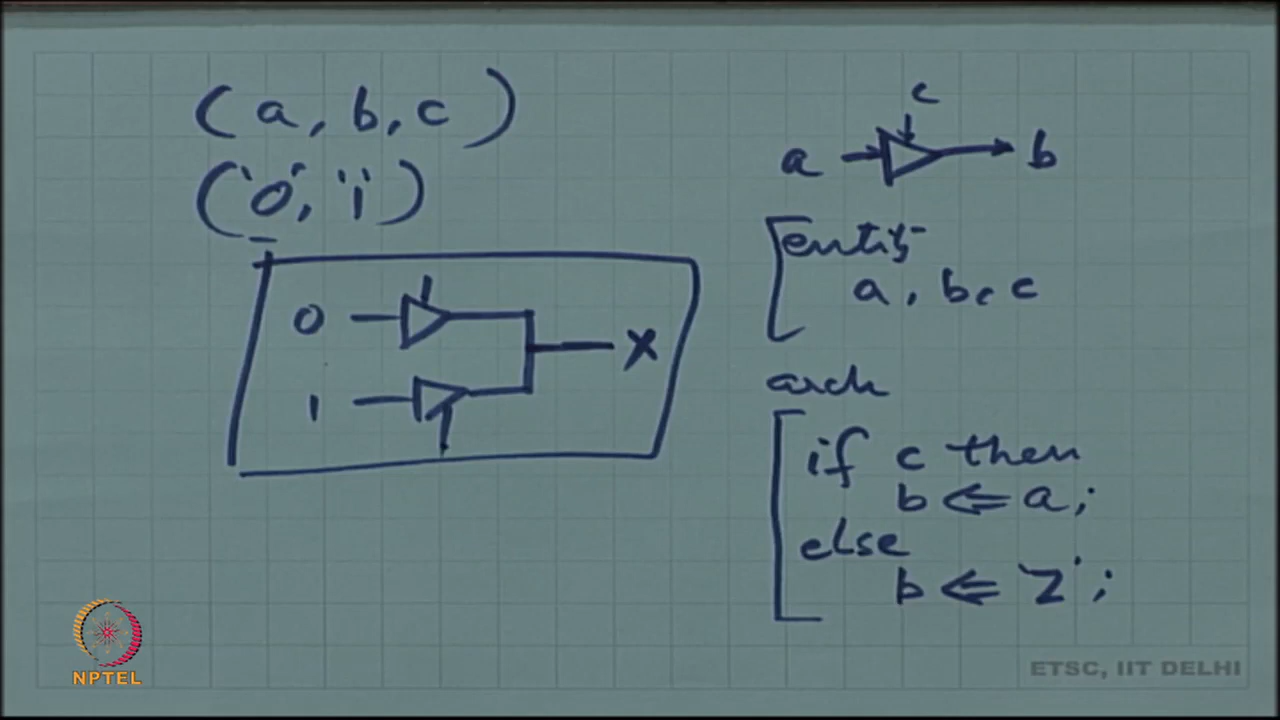 (a, b, c)
('0', '1')
0
1
X
c
a
b
entity
a, b, c
arch
if c then
b <= a;
else
b <= 'Z';
NPTEL
ETSC, IIT DELHI